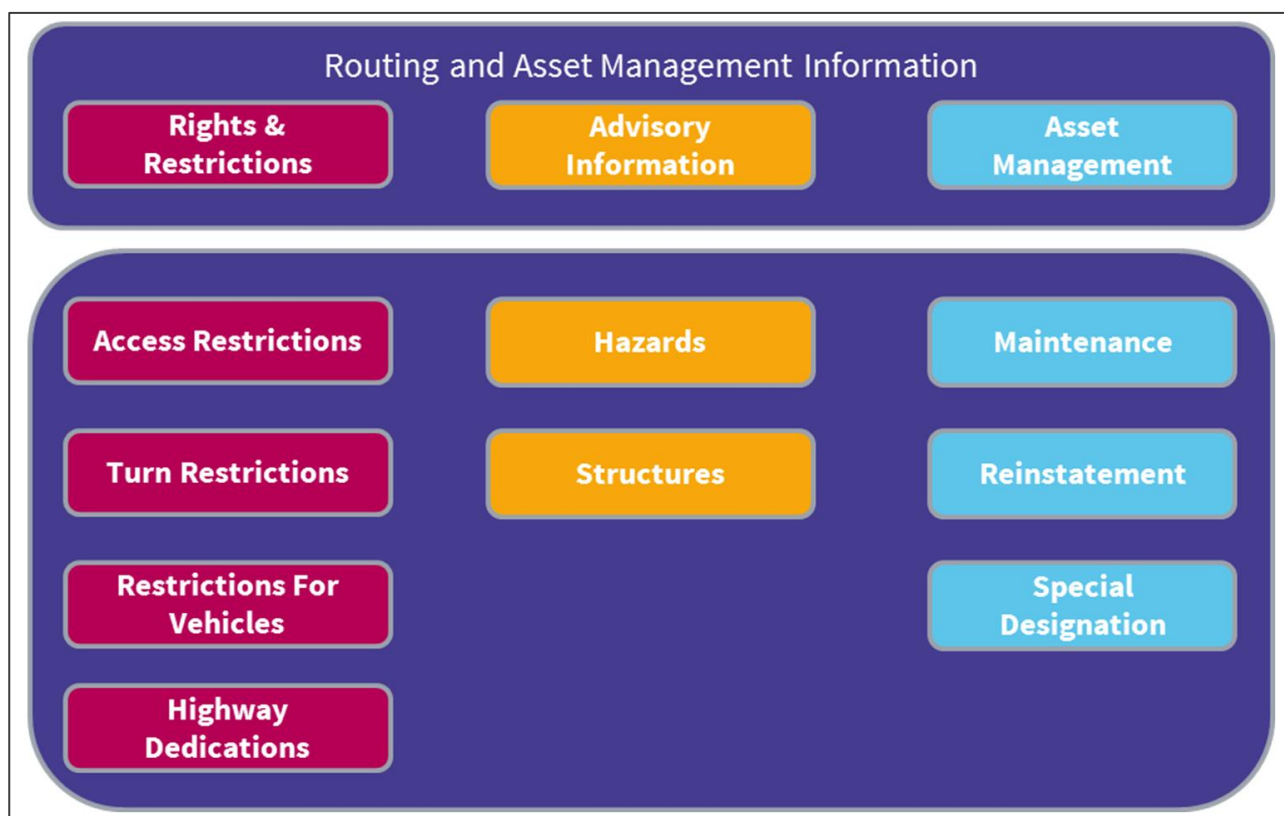 Routing and Asset Management Information
Rights &
Restrictions
Advisory
Information
Asset
Management
Access Restrictions
Hazards
Maintenance
Turn Restrictions
Structures
Reinstatement
Restrictions For
Vehicles
Special
Designation
Highway
Dedications